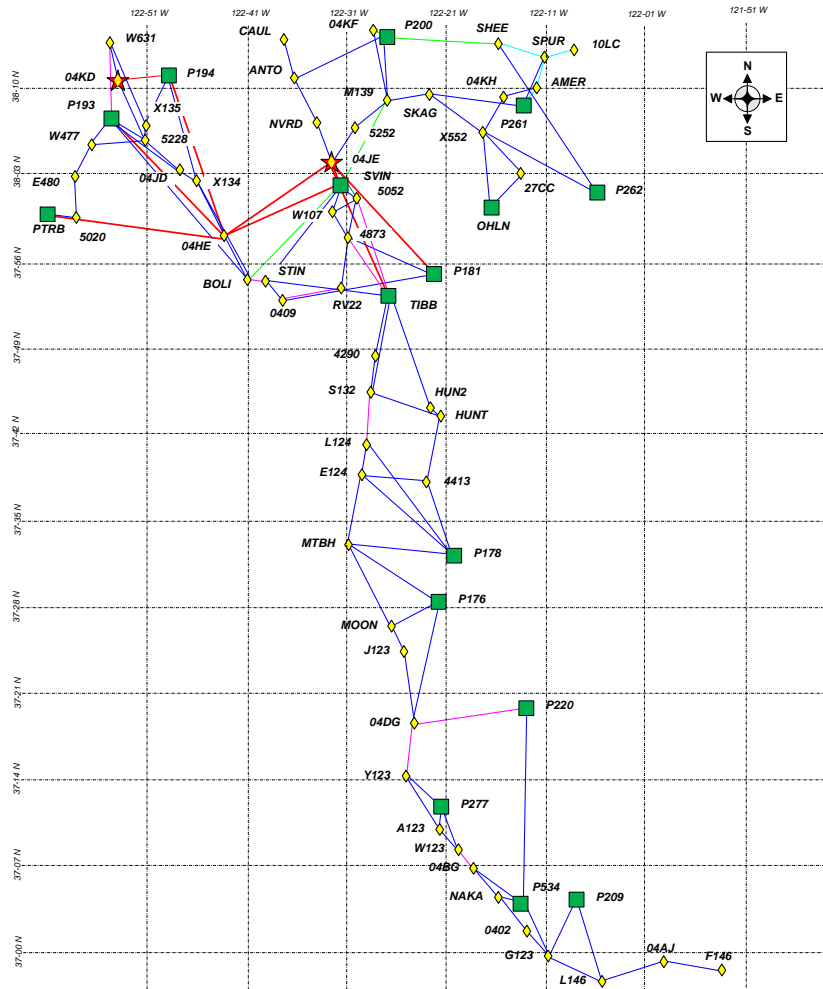 122-51 W
122-41 W
122-31 W
122-21 W
122-11 W
122-01 W
121-51 W
W631
CAUL
04KF
P200
SHEE
SPUR
10LC
04KD
P194
ANTO
38-10 N
M139
04KH
AMER
P193
X135
SKAG
P261
N
W
E
S
W477
5228
NVRD
5252
X552
04JE
38-03 N
E480
04JD
X134
SVIN
5052
27CC
P262
PTRB
5020
04HE
W107
4873
OHLN
37-56 N
BOLI
STIN
P181
0409
RV22
TIBB
37-49 N
4290
S132
HUN2
HUNT
37-42 N
L124
E124
4413
37-35 N
MTBH
P178
37-28 N
P176
MOON
J123
37-21 N
04DG
P220
37-14 N
Y123
P277
A123
W123
37-07 N
04BG
NAKA
P534
P209
0402
37-00 N
G123
04AJ
F146
L146